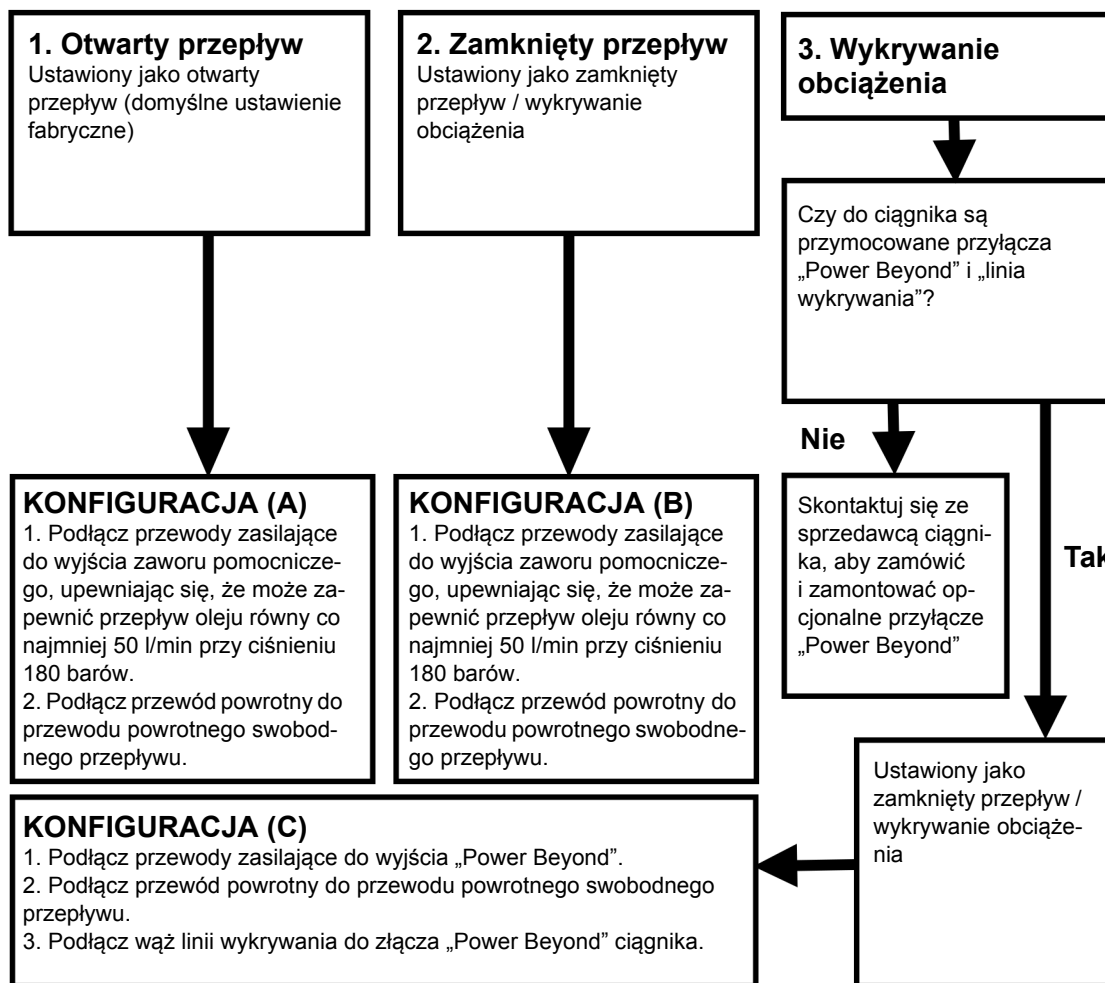 1. Otwarty przepływ
Ustawiony jako otwarty
przepływ (domyślne ustawienie
fabryczne)
2. Zamknięty przepływ
Ustawiony jako zamknięty
przepływ / wykrywanie
obciążenia
3. Wykrywanie
obciążenia
Czy do ciągnika są
przymocowane przyłącza
„Power Beyond” i „linia
wykrywania”?
Nie
Tak
KONFIGURACJA (A)
1. Podłącz przewody zasilające
do wyjścia zaworu pomocnicze-
go, upewniając się, że może za-
pewnić przepływ oleju równy co
najmniej 50 l/min przy ciśnieniu
180 barów.
2. Podłącz przewód powrotny do
przewodu powrotnego swobod-
nego przepływu.
KONFIGURACJA (B)
1. Podłącz przewody zasilające
do wyjścia zaworu pomocnicze-
go, upewniając się, że może za-
pewnić przepływ oleju równy co
najmniej 50 l/min przy ciśnieniu
180 barów.
2. Podłącz przewód powrotny do
przewodu powrotnego swobodne-
go przepływu.
Skontaktuj się ze
sprzedawcą ciągni-
ka, aby zamówić
i zamontować op-
cjonalne przyłącze
„Power Beyond”
Ustawiony jako
zamknięty przepływ /
wykrywanie obciąże-
nia
KONFIGURACJA (C)
1. Podłącz przewody zasilające do wyjścia „Power Beyond”.
2. Podłącz przewód powrotny do przewodu powrotnego swobodnego
przepływu.
3. Podłącz wąż linii wykrywania do złącza „Power Beyond” ciągnika.